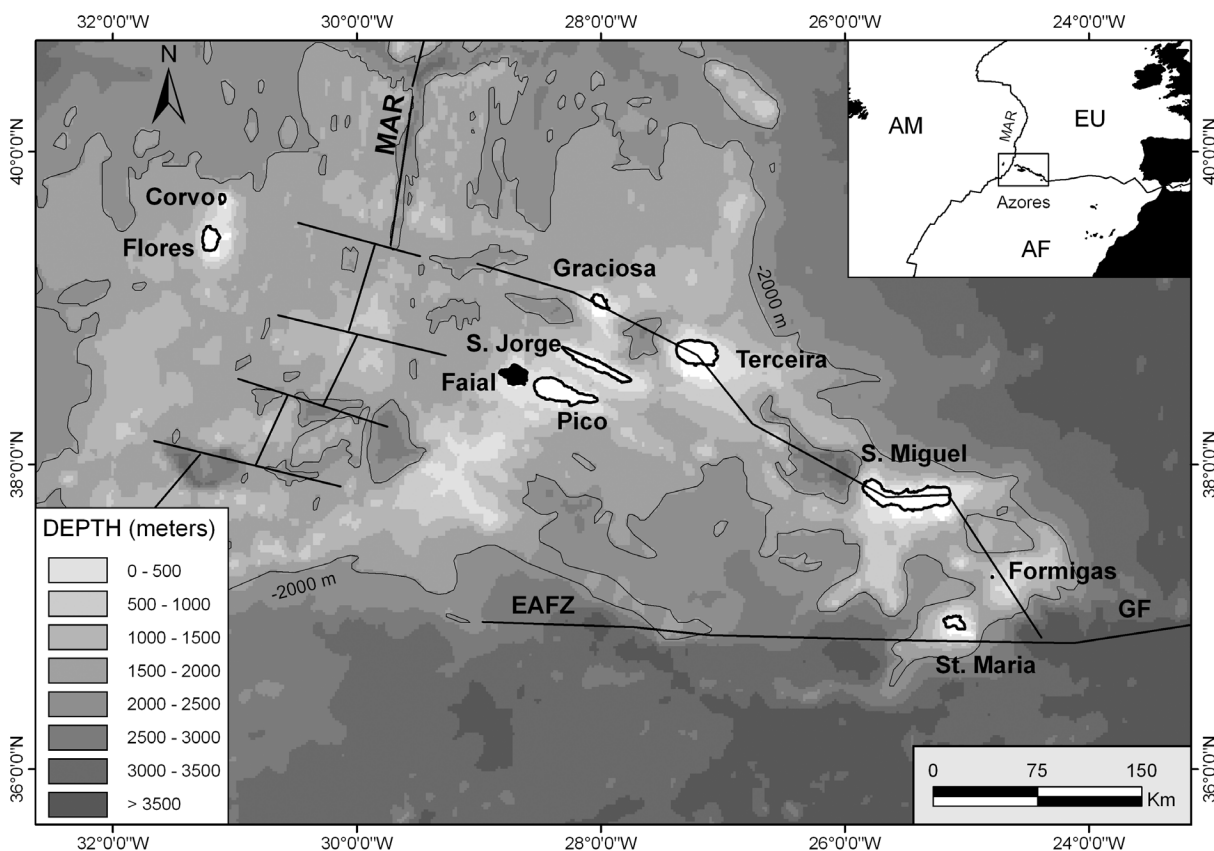 32°0'0"W 30°0'0"W 28°0'0"W 26°0'0"W 24°0'0"W
N
MAR
AM
MAR
EU
Azores
AF
40°0'0"N
40°0'0"N
Corvo
Flores
-2000 m
Graciosa
S. Jorge
Terceira
Faial
Pico
38°0'0"N
38°0'0"N
S. Miguel
Formigas
-2000 m
EAFZ
GF
St. Maria
DEPTH (meters)
0 - 500
500 - 1000
1000 - 1500
1500 - 2000
2000 - 2500
2500 - 3000
3000 - 3500
> 3500
36°0'0"N
36°0'0"N
0 75 150
Km
32°0'0"W 30°0'0"W 28°0'0"W 26°0'0"W 24°0'0"W